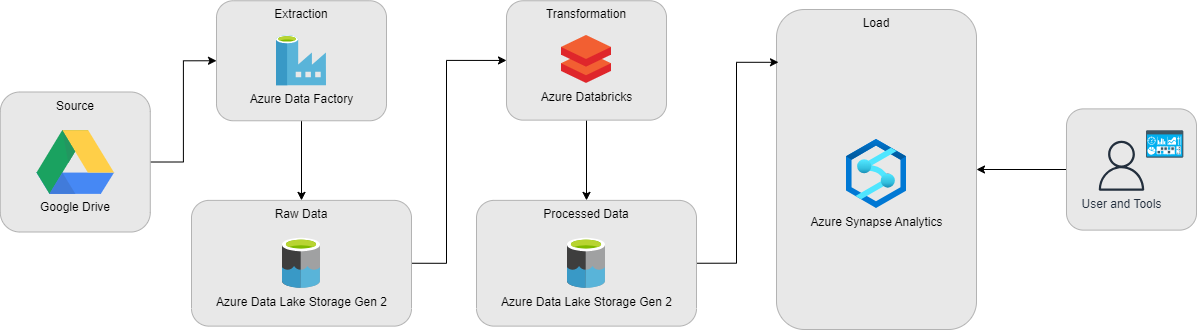 Source
Google Drive
Extraction
Azure Data Factory
Raw Data
Azure Data Lake Storage Gen 2
Transformation
Azure Databricks
Processed Data
Azure Data Lake Storage Gen 2
Load
Azure Synapse Analytics
User and Tools